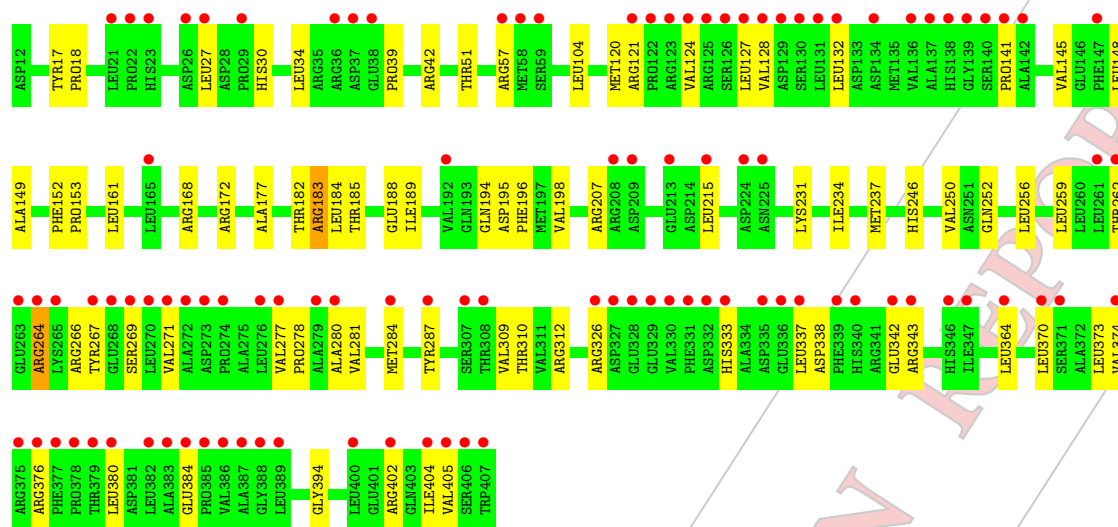 ASP12 TYR17 PRO18 LEU21 PRO22 HIS23 ASP26 LEU27 ASP28 PRO29 HIS30 LEU34 ARG35 ARG36 ASP37 GLU38 PRO39 ARG42 THR51 ARG57 MET58 SER59 LEU104 MET120 ARG121 PRO122 ARG123 VAL124 ARG125 SER126 LEU127 VAL128 ASP129 SER130 LEU131 LEU132 ASP133 ASP134 MET135 VAL136 ALA137 HIS138 GLY139 SER140 PRO141 ALA142 VAL145 GLU146 PHE147 LEU148
ALA149 PHE152 PRO153 LEU161 LEU165 ARG168 ARG172 ALA177 THR182 ARG183 LEU184 THR185 GLU188 ILE189 VAL192 GLN193 GLN194 ASP195 PHE196 MET197 VAL198 ARG207 ARG208 ASP209 GLU213 ASP214 LEU215 ASP224 ASN225 LYS231 ILE234 MET237 HIS246 VAL250 ASN251 GLN252 LEU256 LEU259 LEU260 LEU261 THR262
GLU263 ARG264 LYS265 ARG266 TYR267 GLU268 SER269 LEU270 VAL271 ALA272 ASP273 PRO274 ALA275 LEU276 VAL277 PRO278 ALA279 ALA280 VAL281 MET284 TYR287 SER307 THR308 VAL309 THR310 VAL311 ARG312 ARG326 ASP327 GLU328 GLU329 VAL330 PHE331 ASP332 HIS333 ALA334 ASP335 GLU336 LEU337 ASP338 PHE339 HIS340 ARG341 GLU342 ARG343 HIS346 ILE347 LEU364 LEU370 SER371 ALA372 LEU373 VAL374
ARG375 ARG376 PHE377 PRO378 THR379 LEU380 ASP381 LEU382 ALA383 GLU384 PRO385 VAL386 ALA387 GLY388 LEU389 GLY394 LEU400 GLU401 ARG402 GLN403 ILE404 VAL405 SER406 TRP407